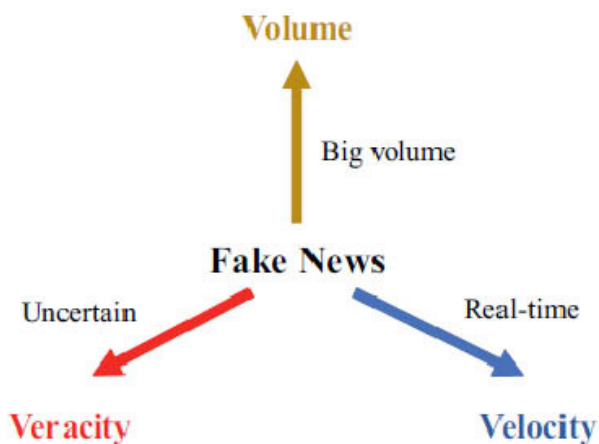 Volume
Big volume
Fake News
Uncertain
Real-time
Veracity
Velocity